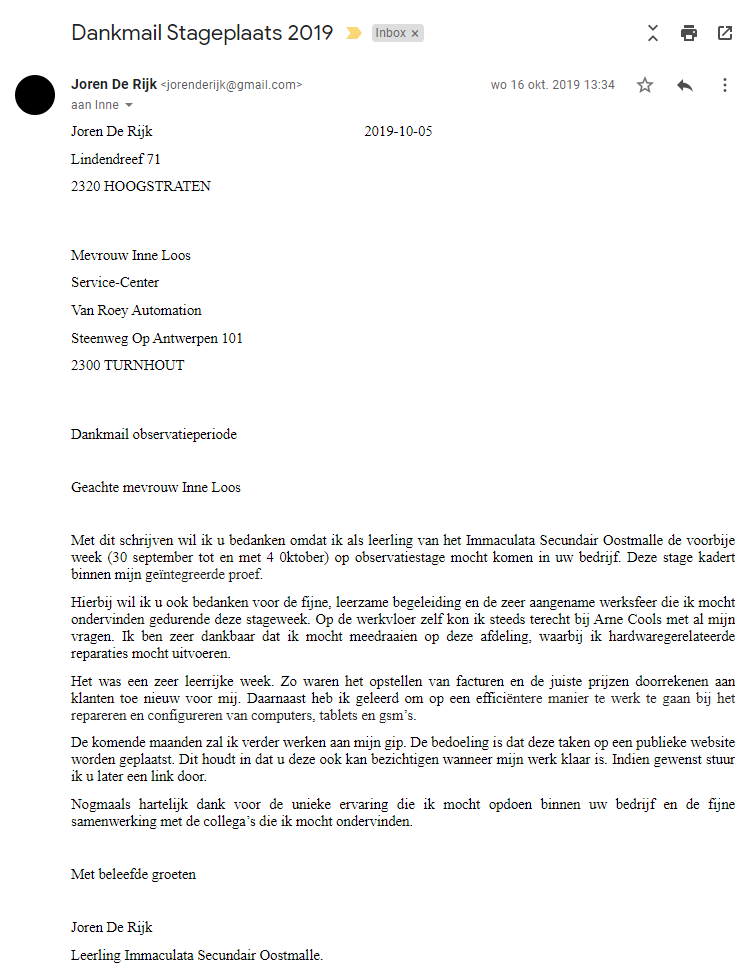 Dankmail Stageplaats 2019 Inbox ×
Joren De Rijk <jorenderijk@gmail.com> wo 16 okt. 2019 13:34
aan Inne
Joren De Rijk 2019-10-05
Lindendreef 71
2320 HOOGSTRATEN
Mevrouw Inne Loos
Service-Center
Van Roey Automation
Steenweg Op Antwerpen 101
2300 TURNHOUT
Dankmail observatieperiode
Geachte mevrouw Inne Loos
Met dit schrijven wil ik u bedanken omdat ik als leerling van het Immaculata Secundair Oostmalle de voorbije
week (30 september tot en met 4 0ktober) op observatiestage mocht komen in uw bedrijf. Deze stage kadert
binnen mijn geïntegreerde proef.
Hierbij wil ik u ook bedanken voor de fijne, leerzame begeleiding en de zeer aangename werksfeer die ik mocht
ondervinden gedurende deze stageweek. Op de werkvloer zelf kon ik steeds terecht bij Arne Cools met al mijn
vragen. Ik ben zeer dankbaar dat ik mocht meedraaien op deze afdeling, waarbij ik hardwaregerelateerde
reparaties mocht uitvoeren.
Het was een zeer leerrijke week. Zo waren het opstellen van facturen en de juiste prijzen doorrekenen aan
klanten toe nieuw voor mij. Daarnaast heb ik geleerd om op een efficiëntere manier te werk te gaan bij het
repareren en configureren van computers, tablets en gsm’s.
De komende maanden zal ik verder werken aan mijn gip. De bedoeling is dat deze taken op een publieke website
worden geplaatst. Dit houdt in dat u deze ook kan bezichtigen wanneer mijn werk klaar is. Indien gewenst stuur
ik u later een link door.
Nogmaals hartelijk dank voor de unieke ervaring die ik mocht opdoen binnen uw bedrijf en de fijne
samenwerking met de collega’s die ik mocht ondervinden.
Met beleefde groeten
Joren De Rijk
Leerling Immaculata Secundair Oostmalle.